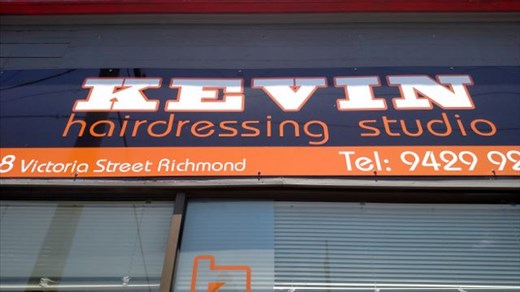 KEVIN
hairdressing studio
8 Victoria Street Richmond Tel: 9429 92